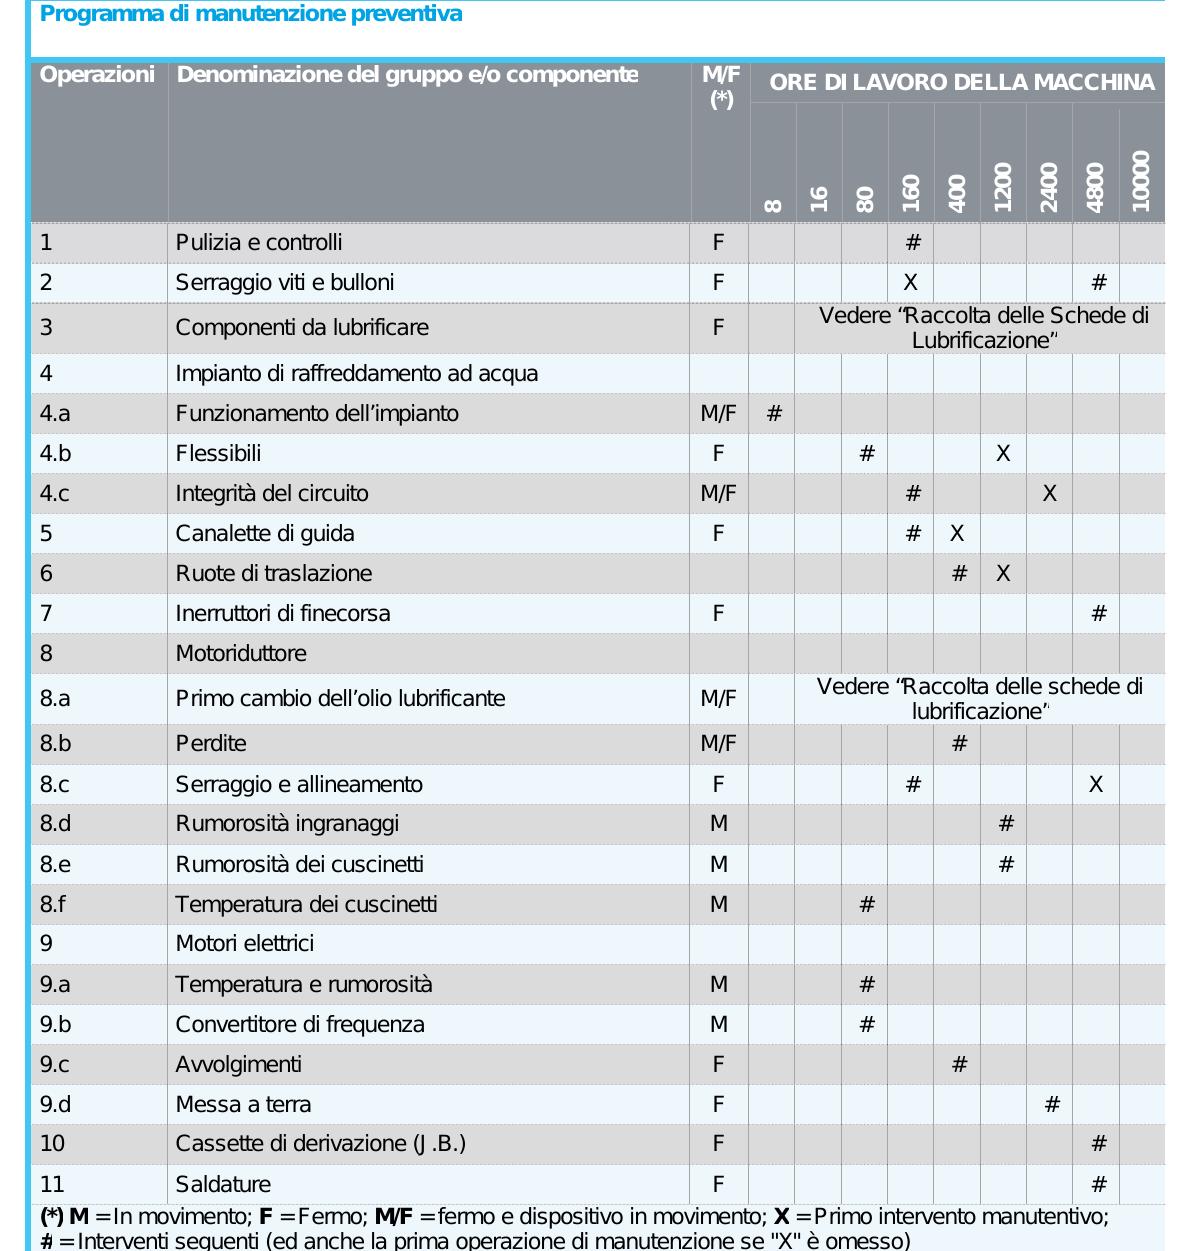 Programma di manutenzione preventiva
Operazioni Denominazione del gruppo e/o componente M/F (*) ORE DI LAVORO DELLA MACCHINA
8 16 80 160 400 1200 2400 4800 10000
1 Pulizia e controlli F #
2 Serraggio viti e bulloni F X #
3 Componenti da lubrificare F Vedere “Raccolta delle Schede di
Lubrificazione”
4 Impianto di raffreddamento ad acqua
4.a Funzionamento dell’impianto M/F #
4.b Flessibili F # X
4.c Integrità del circuito M/F # X
5 Canalette di guida F # X
6 Ruote di traslazione # X
7 Inerruttori di finecorsa F #
8 Motoriduttore
8.a Primo cambio dell’olio lubrificante M/F Vedere “Raccolta delle schede di
lubrificazione”
8.b Perdite M/F #
8.c Serraggio e allineamento F # X
8.d Rumorosità ingranaggi M #
8.e Rumorosità dei cuscinetti M #
8.f Temperatura dei cuscinetti M #
9 Motori elettrici
9.a Temperatura e rumorosità M #
9.b Convertitore di frequenza M #
9.c Avvolgimenti F #
9.d Messa a terra F #
10 Cassette di derivazione (J.B.) F #
11 Saldature F #
(*) M = In movimento; F = Fermo; M/F = fermo e dispositivo in movimento; X = Primo intervento manutentivo;
# = Interventi seguenti (ed anche la prima operazione di manutenzione se "X" è omesso)